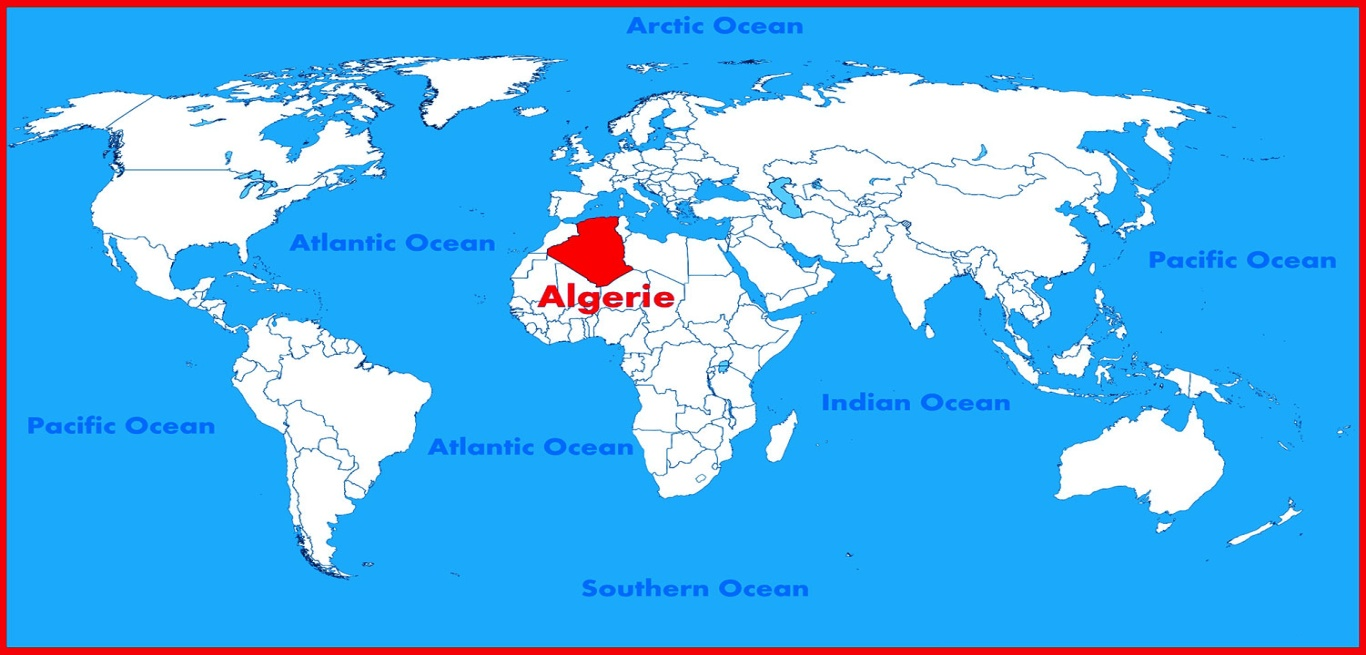 Arctic Ocean
Atlantic Ocean
Pacific Ocean
Algerie
Indian Ocean
Pacific Ocean
Atlantic Ocean
Southern Ocean